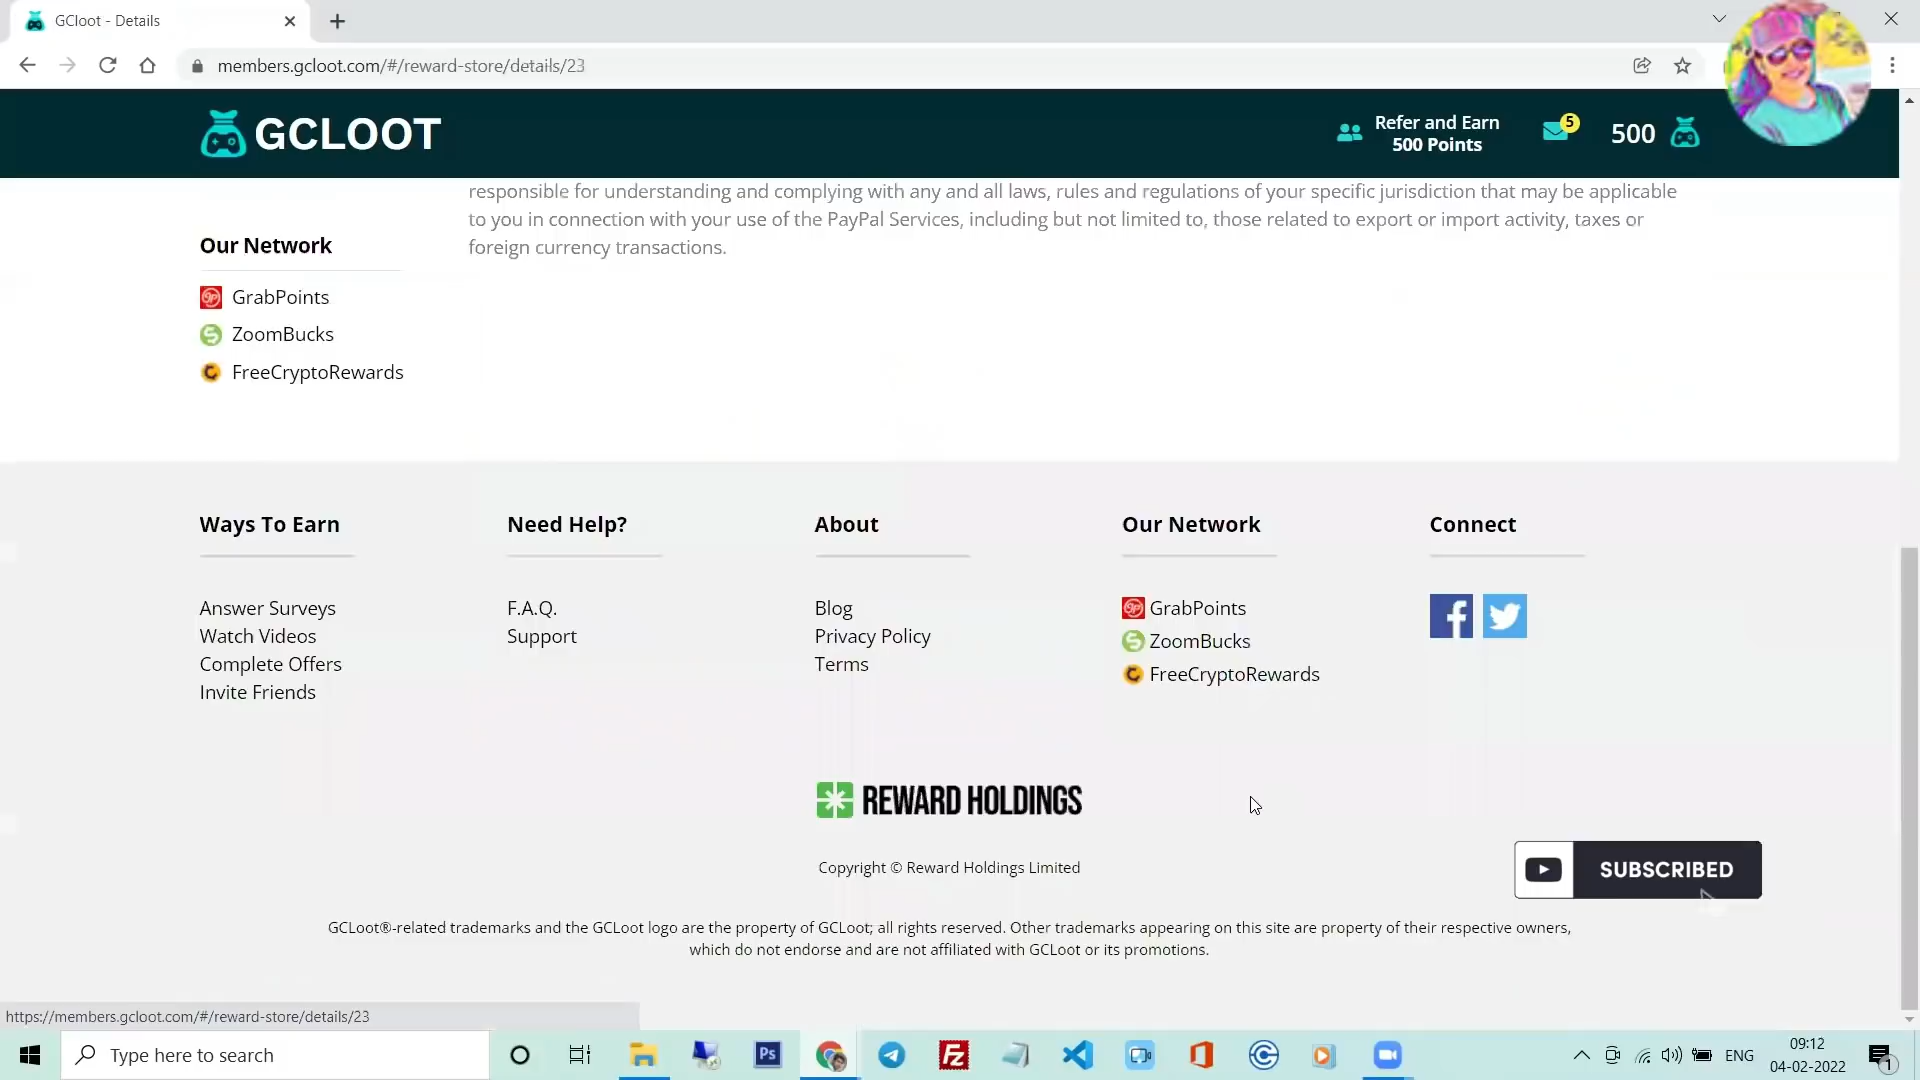 GCloot - Details
members.gcloot.com/#/reward-store/details/23
GCLOOT
Refer and Earn
500 Points
5
500
responsible for understanding and complying with any and all laws, rules and regulations of your specific jurisdiction that may be applicable
to you in connection with your use of the PayPal Services, including but not limited to, those related to export or import activity, taxes or
foreign currency transactions.
Our Network
GrabPoints
ZoomBucks
FreeCryptoRewards
Ways To Earn
Answer Surveys
Watch Videos
Complete Offers
Invite Friends
Need Help?
F.A.Q.
Support
About
Blog
Privacy Policy
Terms
Our Network
GrabPoints
ZoomBucks
FreeCryptoRewards
Connect
REWARD HOLDINGS
Copyright © Reward Holdings Limited
SUBSCRIBED
GCLoot®-related trademarks and the GCLoot logo are the property of GCLoot; all rights reserved. Other trademarks appearing on this site are property of their respective owners,
which do not endorse and are not affiliated with GCLoot or its promotions.
https://members.gcloot.com/#/reward-store/details/23
Type here to search
Ps
Fz
ENG
09:12
04-02-2022
1